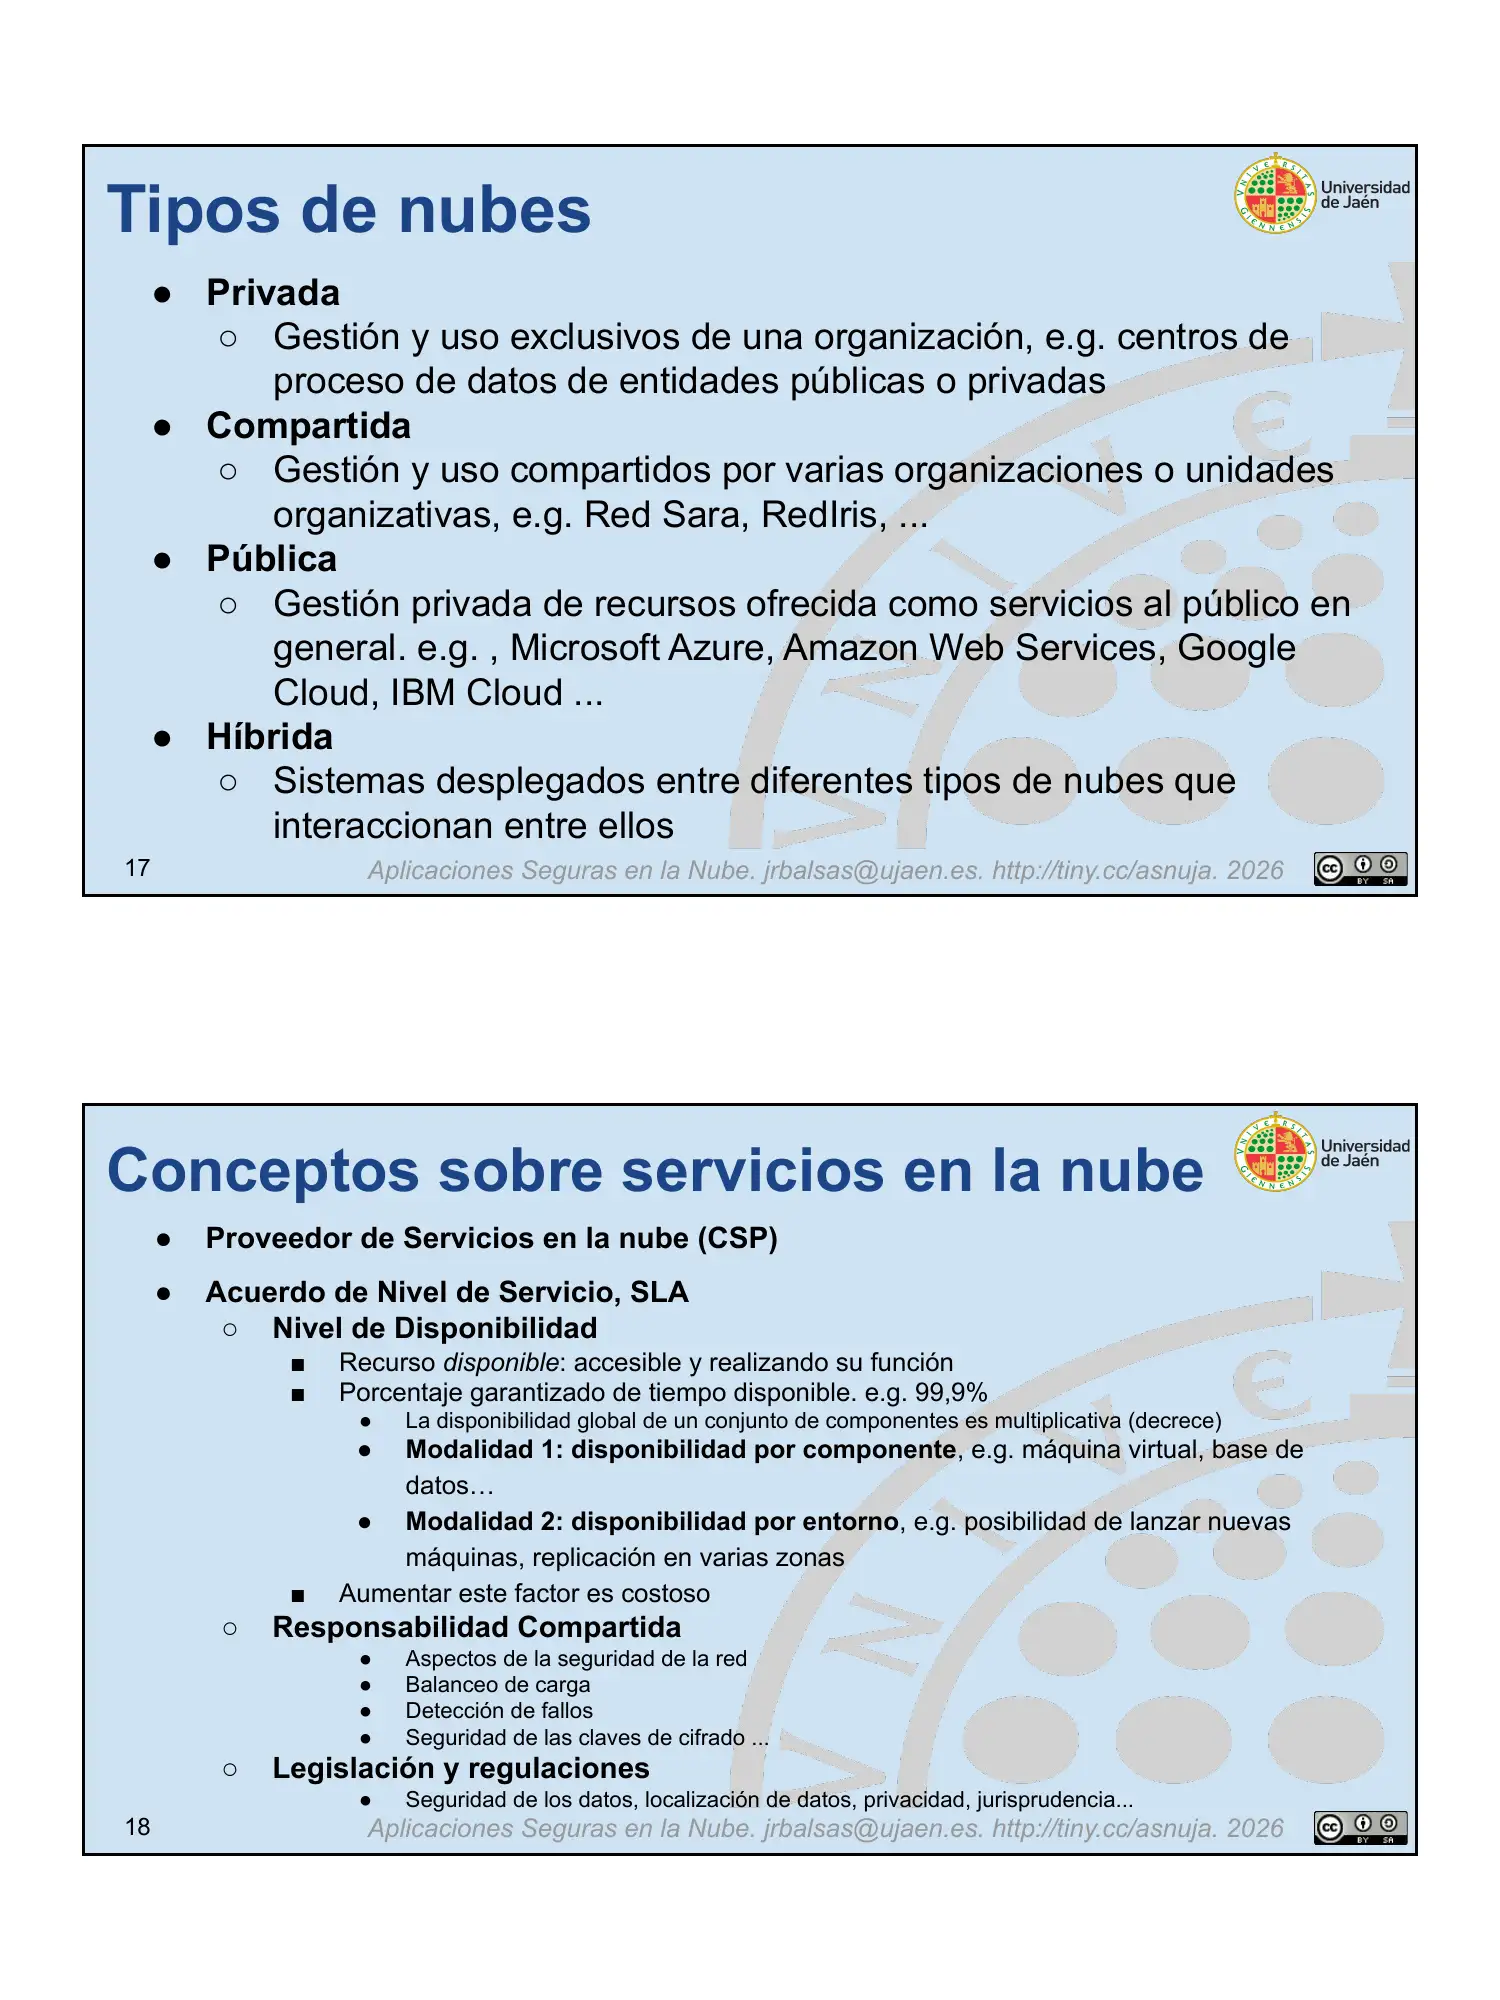 Tipos de nubes
Universidad
de Jaén
● Privada
○ Gestión y uso exclusivos de una organización, e.g. centros de
proceso de datos de entidades públicas o privadas
● Compartida
○ Gestión y uso compartidos por varias organizaciones o unidades
organizativas, e.g. Red Sara, RedIris, ...
● Pública
○ Gestión privada de recursos ofrecida como servicios al público en
general. e.g. , Microsoft Azure, Amazon Web Services, Google
Cloud, IBM Cloud ...
● Híbrida
○ Sistemas desplegados entre diferentes tipos de nubes que
interaccionan entre ellos
17
Aplicaciones Seguras en la Nube. jrbalsas@ujaen.es. http://tiny.cc/asnuja. 2026
cc BY SA
Conceptos sobre servicios en la nube
Universidad
de Jaén
● Proveedor de Servicios en la nube (CSP)
● Acuerdo de Nivel de Servicio, SLA
○ Nivel de Disponibilidad
■ Recurso disponible: accesible y realizando su función
■ Porcentaje garantizado de tiempo disponible. e.g. 99,9%
● La disponibilidad global de un conjunto de componentes es multiplicativa (decrece)
● Modalidad 1: disponibilidad por componente, e.g. máquina virtual, base de
datos…
● Modalidad 2: disponibilidad por entorno, e.g. posibilidad de lanzar nuevas
máquinas, replicación en varias zonas
■ Aumentar este factor es costoso
○ Responsabilidad Compartida
● Aspectos de la seguridad de la red
● Balanceo de carga
● Detección de fallos
● Seguridad de las claves de cifrado ...
○ Legislación y regulaciones
● Seguridad de los datos, localización de datos, privacidad, jurisprudencia...
18
Aplicaciones Seguras en la Nube. jrbalsas@ujaen.es. http://tiny.cc/asnuja. 2026
cc BY SA